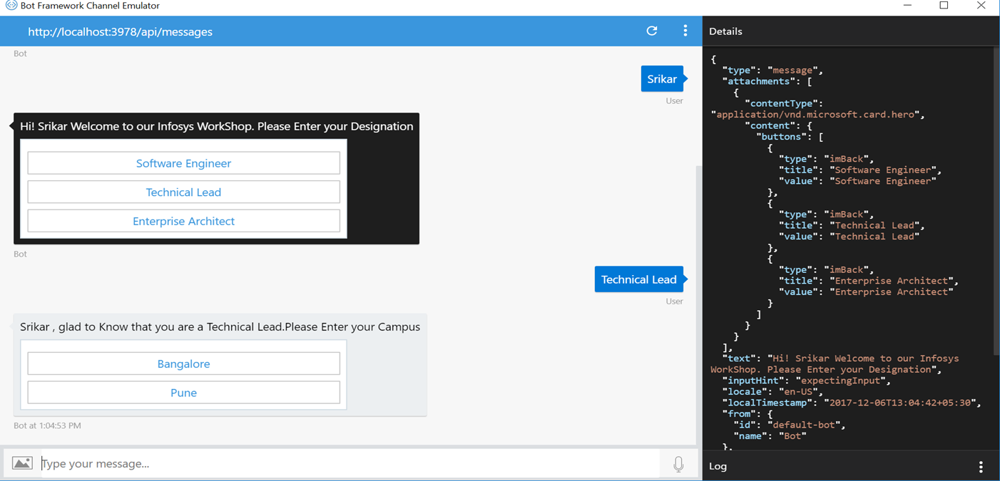 Bot Framework Channel Emulator
http://localhost:3978/api/messages
Bot
Srikar
User
Hi! Srikar Welcome to our Infosys WorkShop. Please Enter your Designation
Software Engineer
Technical Lead
Enterprise Architect
Bot
Technical Lead
User
Srikar , glad to Know that you are a Technical Lead.Please Enter your Campus
Bangalore
Pune
Bot at 1:04:53 PM
Type your message...
Details
{
"type": "message",
"attachments": [
{
"contentType":
"application/vnd.microsoft.card.hero",
"content": {
"buttons": [
{
"type": "imBack",
"title": "Software Engineer",
"value": "Software Engineer"
},
{
"type": "imBack",
"title": "Technical Lead",
"value": "Technical Lead"
},
{
"type": "imBack",
"title": "Enterprise Architect",
"value": "Enterprise Architect"
}
]
}
}
],
"text": "Hi! Srikar Welcome to our Infosys
WorkShop. Please Enter your Designation",
"inputHint": "expectingInput",
"locale": "en-US",
"localTimestamp": "2017-12-06T13:04:42+05:30",
"from": {
"id": "default-bot",
"name": "Bot"
},
Log